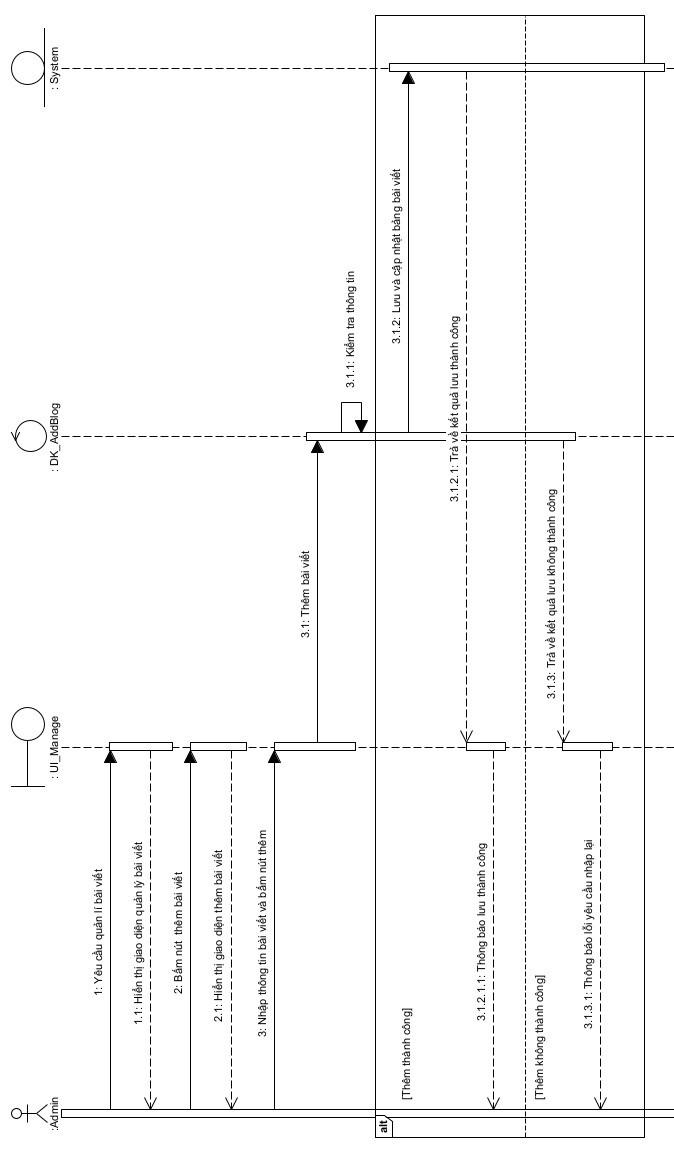 :Admin
: UI_Manage
: DK_AddBlog
: System
1: Yêu cầu quản lí bài viết
1.1: Hiển thị giao diện quản lý bài viết
2: Bấm nút thêm bài viết
2.1: Hiển thị giao diện thêm bài viết
3: Nhập thông tin bài viết và bấm nút thêm
3.1: Thêm bài viết
3.1.1: Kiểm tra thông tin
alt
[Thêm thành công]
3.1.2: Lưu và cập nhật bảng bài viết
3.1.2.1: Trả về kết quả lưu thành công
3.1.2.1.1: Thông báo lưu thành công
[Thêm không thành công]
3.1.3: Trả về kết quả lưu không thành công
3.1.3.1: Thông báo lỗi yêu cầu nhập lại